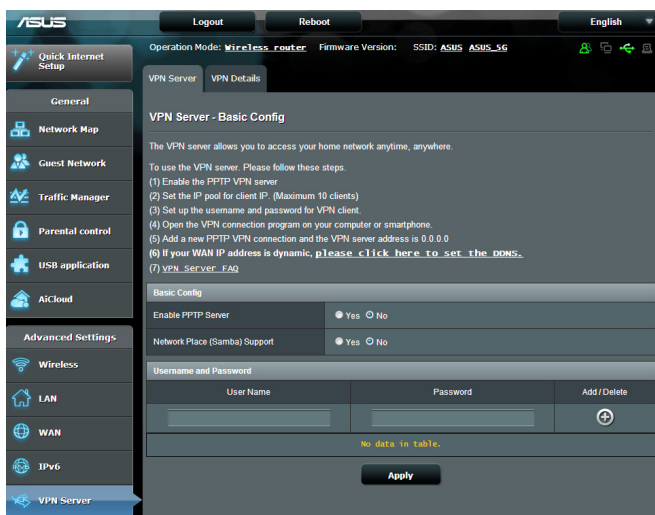 ASUS
Logout Reboot English
Quick Internet Setup
Operation Mode: Wireless router Firmware Version: SSID: ASUS ASUS_5G
VPN Server VPN Details
General
Network Map
Guest Network
Traffic Manager
Parental control
USB application
AiCloud
Advanced Settings
Wireless
LAN
WAN
IPv6
VPN Server
VPN Server - Basic Config
The VPN server allows you to access your home network anytime, anywhere.
To use the VPN server. Please follow these steps.
(1) Enable the PPTP VPN server
(2) Set the IP pool for client IP. (Maximum 10 clients)
(3) Set up the username and password for VPN client.
(4) Open the VPN connection program on your computer or smartphone.
(5) Add a new PPTP VPN connection and the VPN server address is 0.0.0.0
(6) If your WAN IP address is dynamic, please click here to set the DDNS.
(7) VPN Server FAQ
Basic Config
Enable PPTP Server Yes No
Network Place (Samba) Support Yes No
Username and Password
User Name Password Add / Delete
No data in table.
Apply